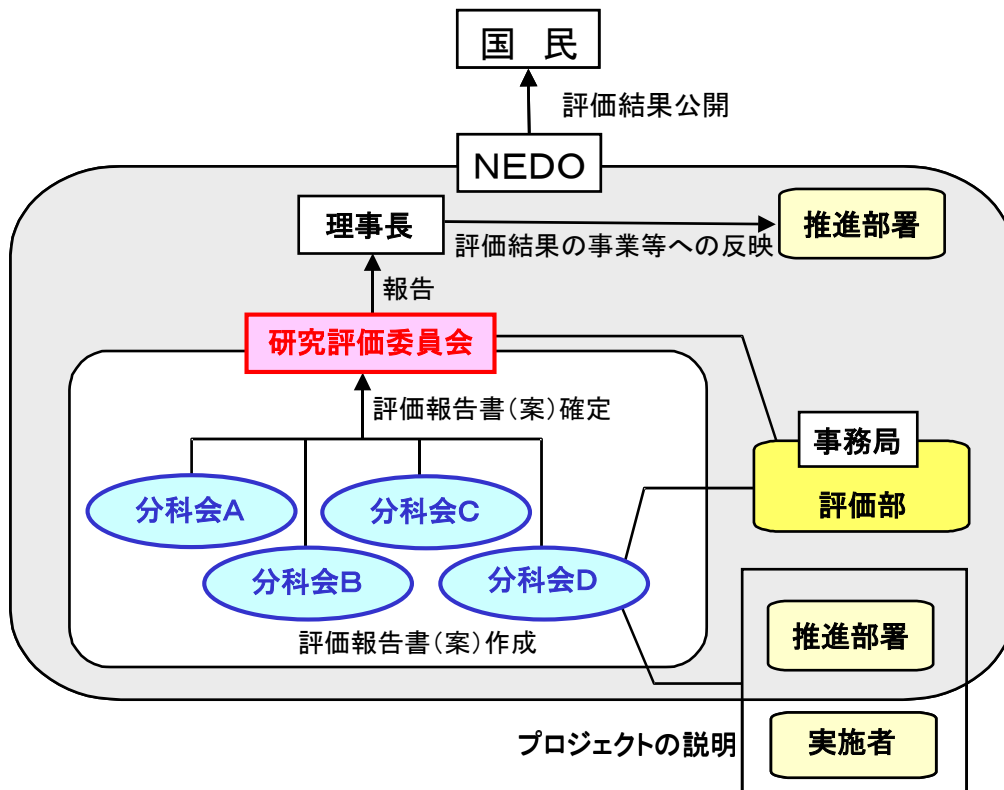 国　民
評価結果公開
ＮＥＤＯ
理事長
評価結果の事業等への反映
推進部署
報告
研究評価委員会
評価報告書（案）確定
事務局
評価部
分科会Ａ
分科会Ｃ
分科会Ｂ
分科会Ｄ
評価報告書（案）作成
推進部署
プロジェクトの説明
実施者